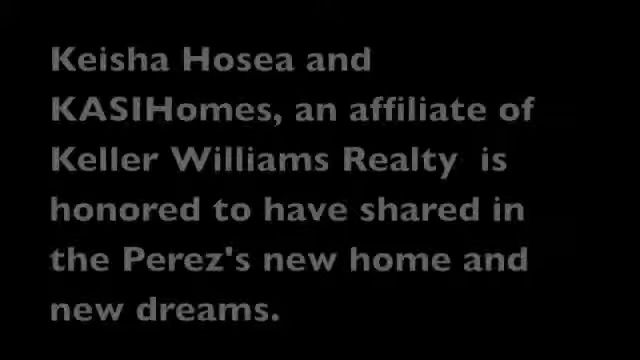 Keisha Hosea and
KASIHomes, an affiliate of
Keller Williams Realty  is
honored to have shared in
the Perez's new home and
new dreams.